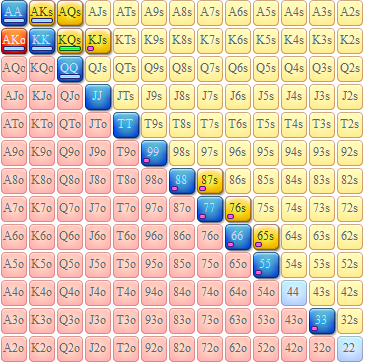 AA AKs AQs AJs ATs A9s A8s A7s A6s A5s A4s A3s A2s
AKo KK KQs KJs KTs K9s K8s K7s K6s K5s K4s K3s K2s
AQo KQo QQ QJs QTs Q9s Q8s Q7s Q6s Q5s Q4s Q3s Q2s
AJo KJo QJo JJ JTs J9s J8s J7s J6s J5s J4s J3s J2s
ATo KTo QTo JTo TT T9s T8s T7s T6s T5s T4s T3s T2s
A9o K9o Q9o J9o T9o 99 98s 97s 96s 95s 94s 93s 92s
A8o K8o Q8o J8o T8o 98o 88 87s 86s 85s 84s 83s 82s
A7o K7o Q7o J7o T7o 97o 87o 77 76s 75s 74s 73s 72s
A6o K6o Q6o J6o T6o 96o 86o 76o 66 65s 64s 63s 62s
A5o K5o Q5o J5o T5o 95o 85o 75o 65o 55 54s 53s 52s
A4o K4o Q4o J4o T4o 94o 84o 74o 64o 54o 44 43s 42s
A3o K3o Q3o J3o T3o 93o 83o 73o 63o 53o 43o 33 32s
A2o K2o Q2o J2o T2o 92o 82o 72o 62o 52o 42o 32o 22